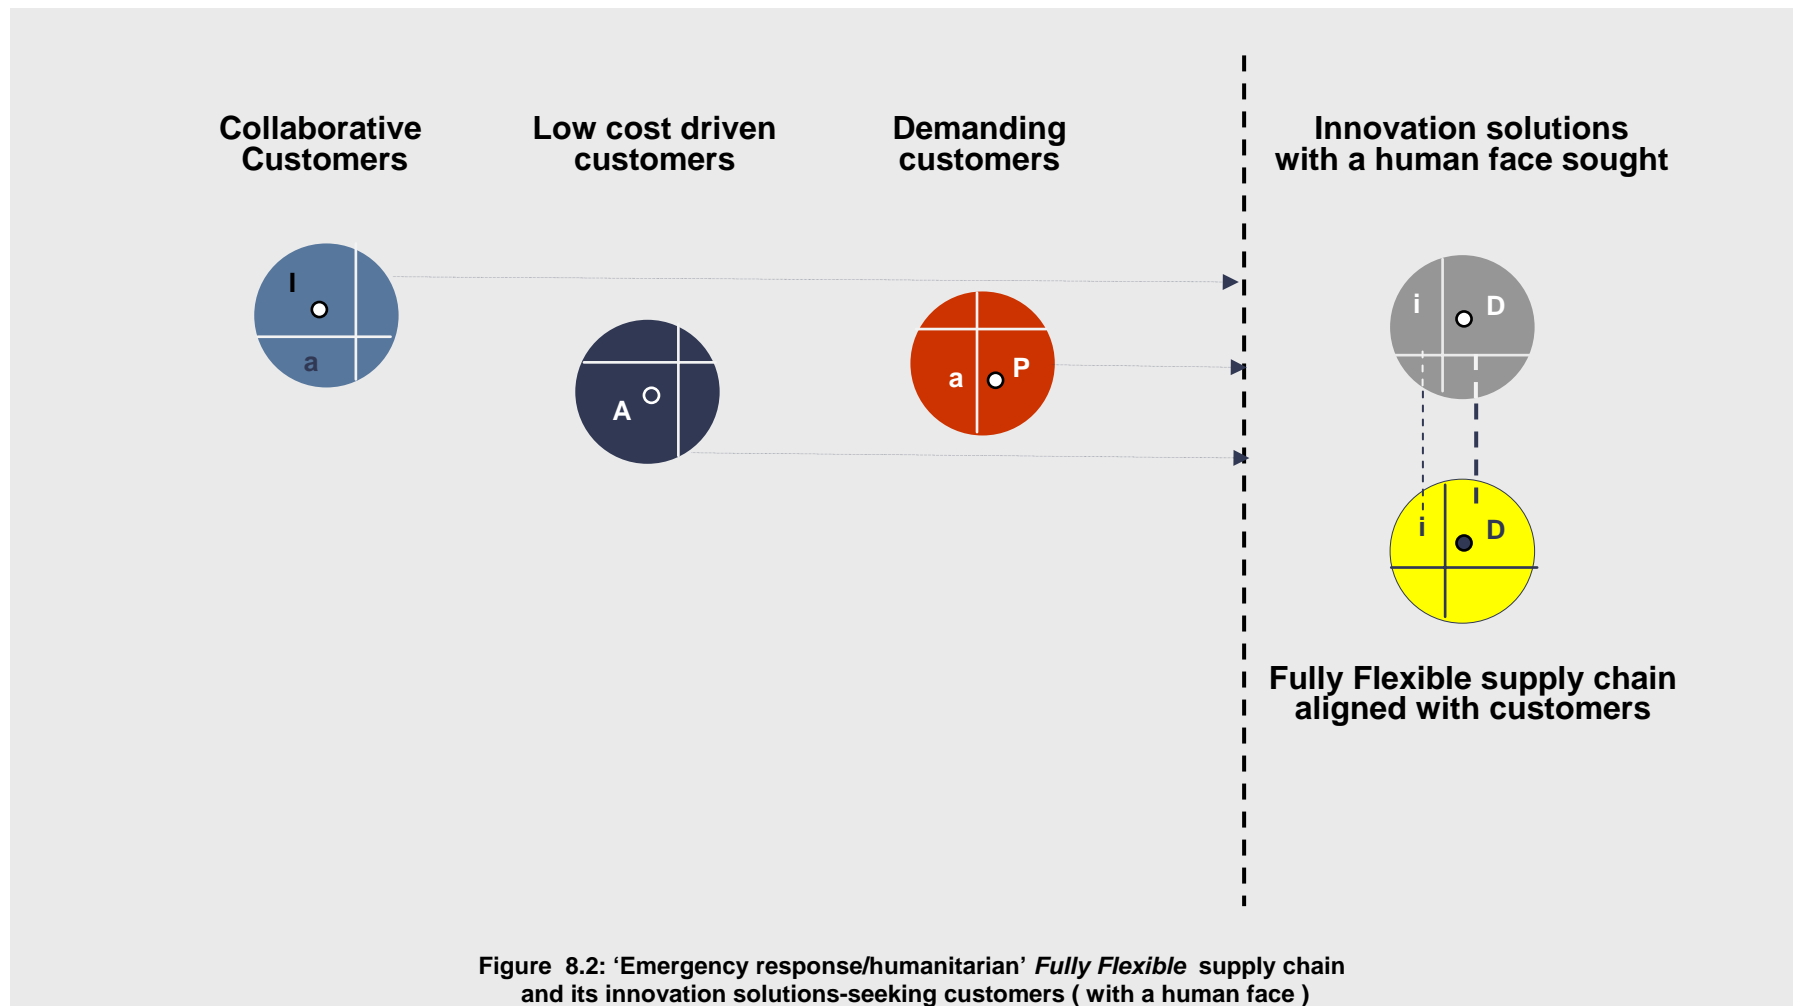 Collaborative
Customers
Low cost driven
customers
Demanding
customers
Innovation solutions
with a human face sought
I
a
A
a
P
i
D
i
D
Fully Flexible supply chain
aligned with customers
Figure 8.2: ‘Emergency response/humanitarian’ Fully Flexible supply chain
and its innovation solutions-seeking customers ( with a human face )